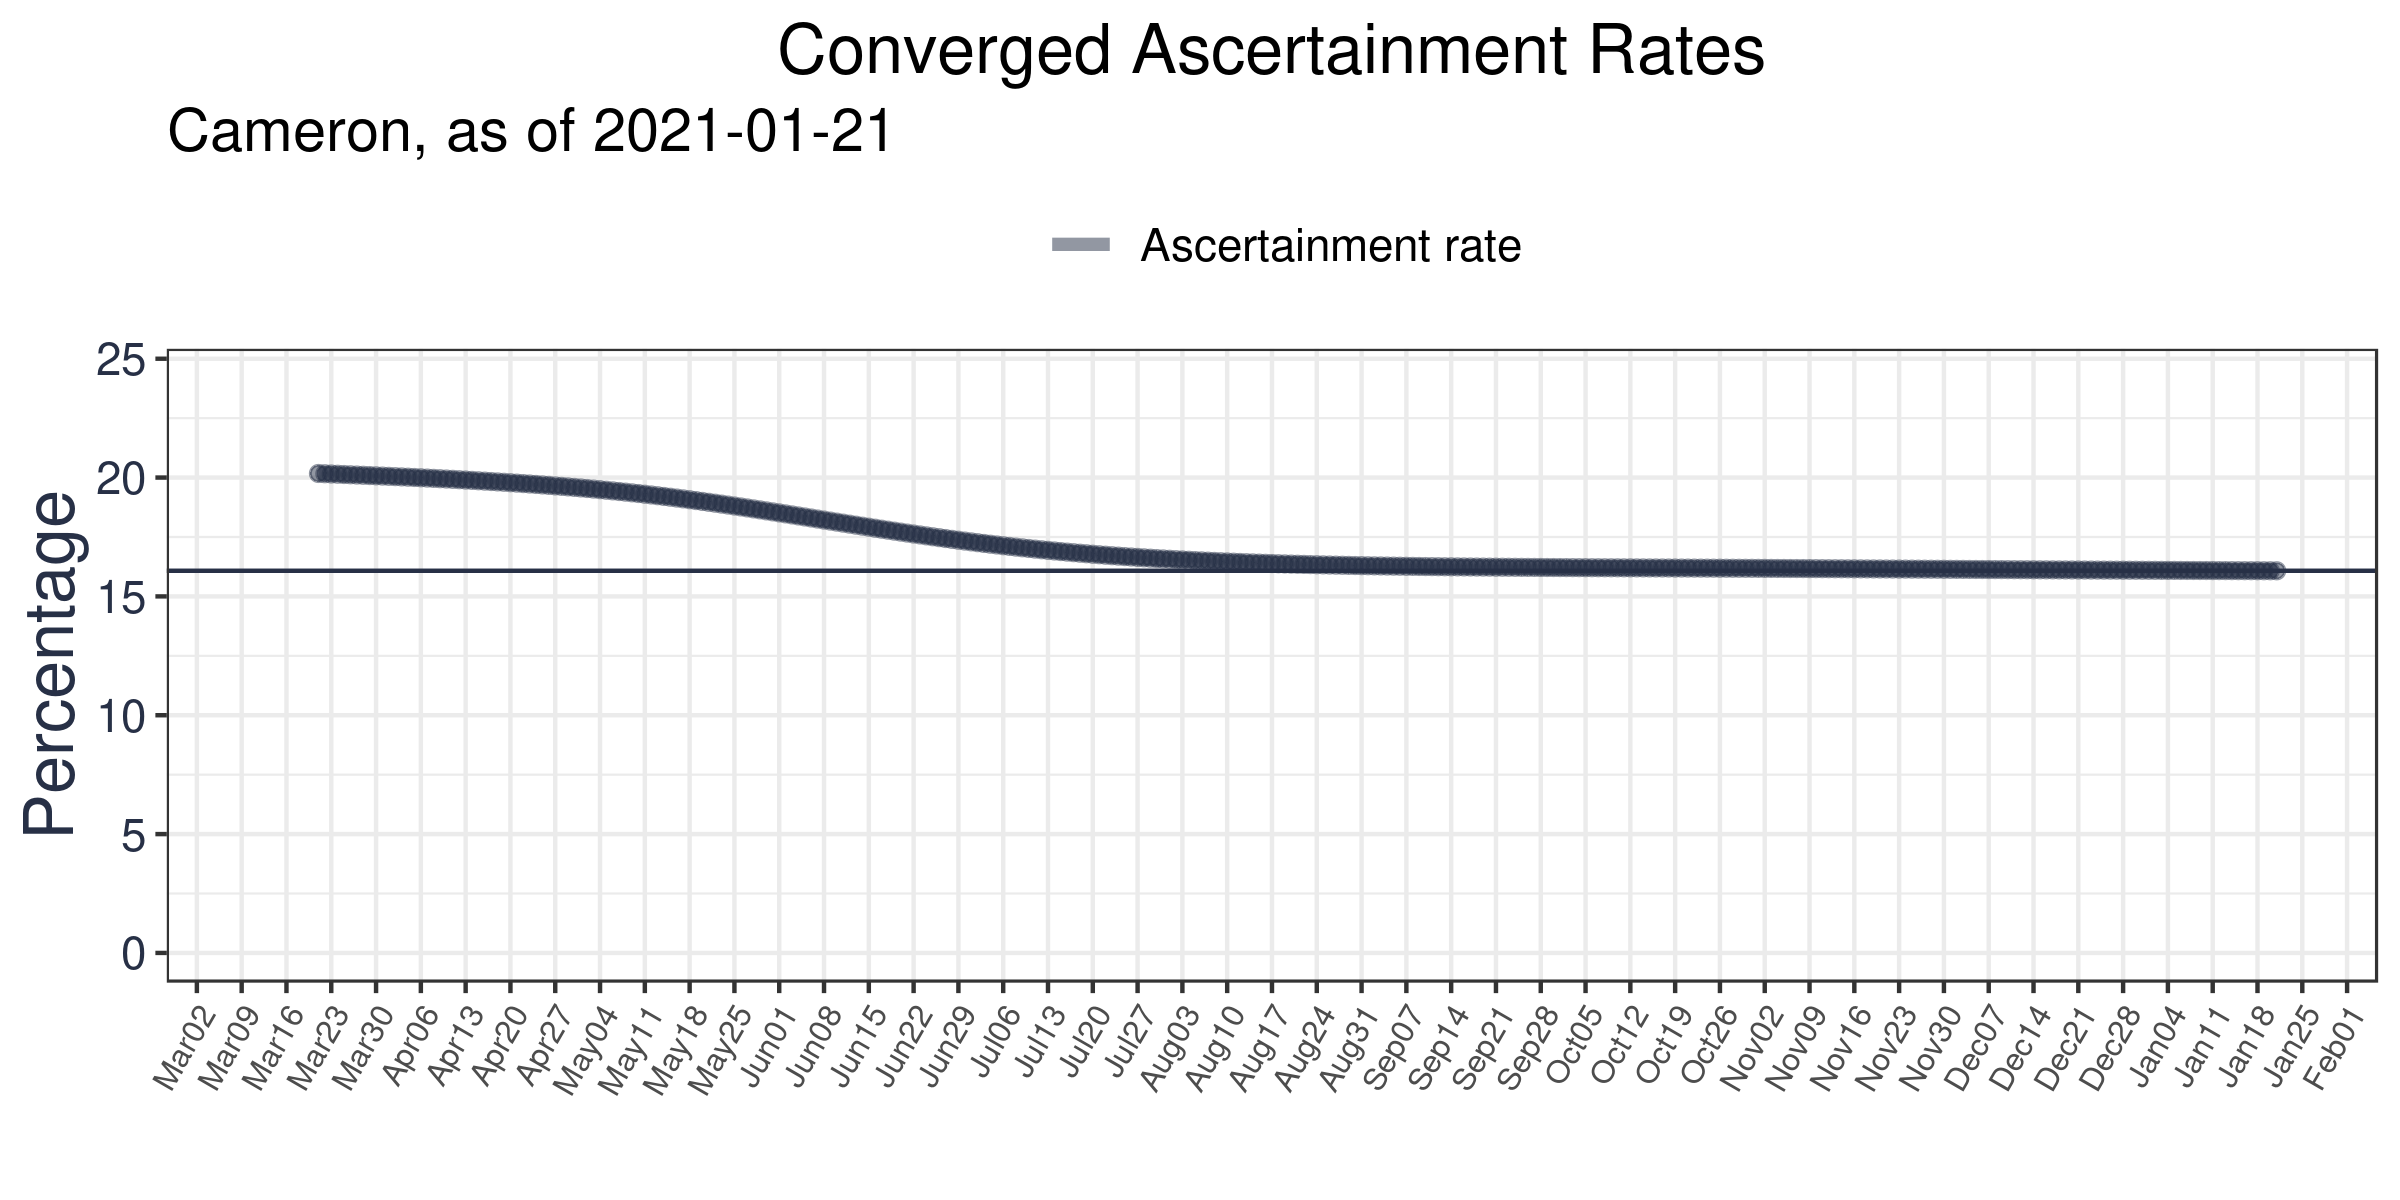 Converged Ascertainment Rates
Cameron, as of 2021-01-21
Ascertainment rate
Percentage
25
20
15
10
5
0
Mar02
Mar09
Mar16
Mar23
Mar30
Apr06
Apr13
Apr20
Apr27
May04
May11
May18
May25
Jun01
Jun08
Jun15
Jun22
Jun29
Jul06
Jul13
Jul20
Jul27
Aug03
Aug10
Aug17
Aug24
Aug31
Sep07
Sep14
Sep21
Sep28
Oct05
Oct12
Oct19
Oct26
Nov02
Nov09
Nov16
Nov23
Nov30
Dec07
Dec14
Dec21
Dec28
Jan04
Jan11
Jan18
Jan25
Feb01